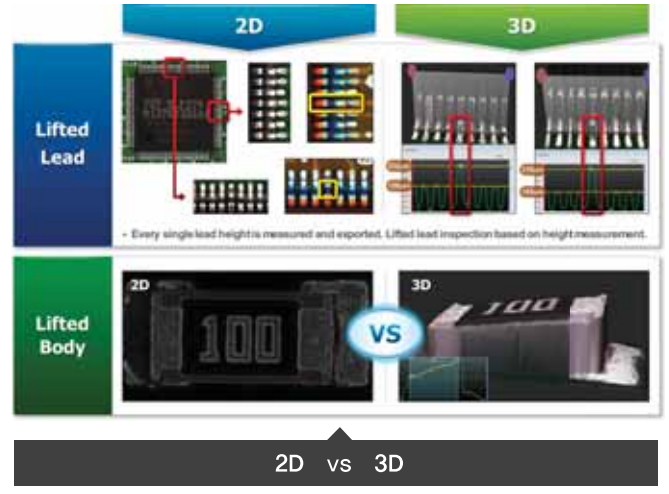 2D
3D
Lifted
Lead
- Every single lead height is measured and exported. Lifted lead inspection based on height measurement.
Lifted
Body
2D
100
VS
3D
100
2D vs 3D